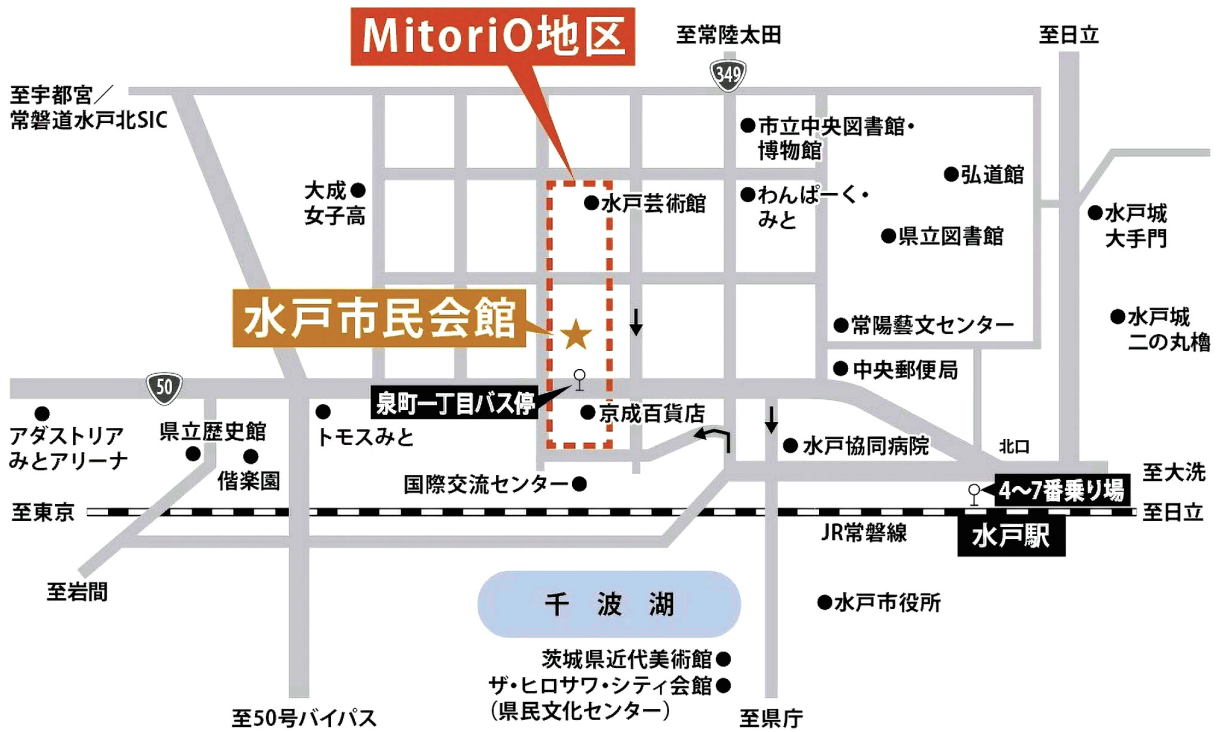 MitoriO地区
至常陸太田
至日立
349
至宇都宮／
常磐道水戸北SIC
市立中央図書館・
博物館
弘道館
大成
女子高
水戸芸術館
わんぱーく・
みと
水戸城
大手門
県立図書館
水戸市民会館
常陽藝文センター
水戸城
二の丸櫓
中央郵便局
50
泉町一丁目バス停
京成百貨店
アダストリア
みとアリーナ
県立歴史館
トモスみと
偕楽園
水戸協同病院
北口
国際交流センター
至大洗
4〜7番乗り場
至東京
至日立
JR常磐線
水戸駅
至岩間
千波湖
水戸市役所
茨城県近代美術館
ザ・ヒロサワ・シティ会館
（県民文化センター）
至50号バイパス
至県庁